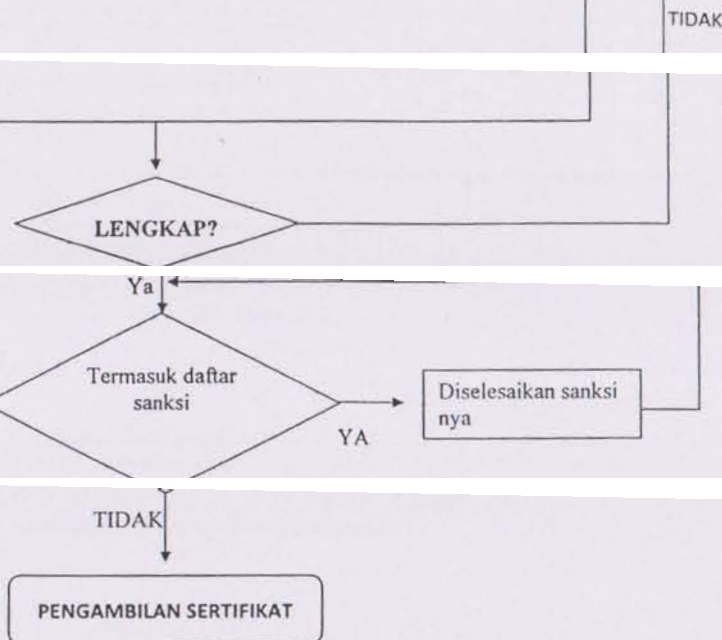 TIDAK
LENGKAP?
Ya
Termasuk daftar
sanksi
YA
Diselesaikan sanksi
nya
TIDAK
PENGAMBILAN SERTIFIKAT